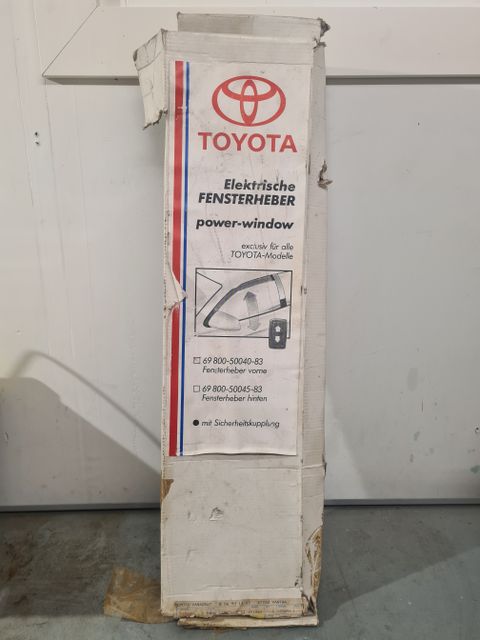 TOYOTA
Elektrische
FENSTERHEBER
power-window
exclusiv für alle
TOYOTA-Modelle
69 800-50040-83
Fensterheber vorne
69 800-50045-83
Fensterheber hinten
● mit Sicherheitskupplung